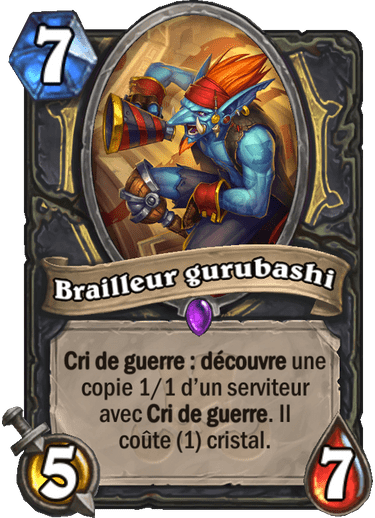 7
Brailleur gurubashi
Cri de guerre : découvre une
copie 1/1 d'un serviteur
avec Cri de guerre. Il
coûte (1) cristal.
5
7